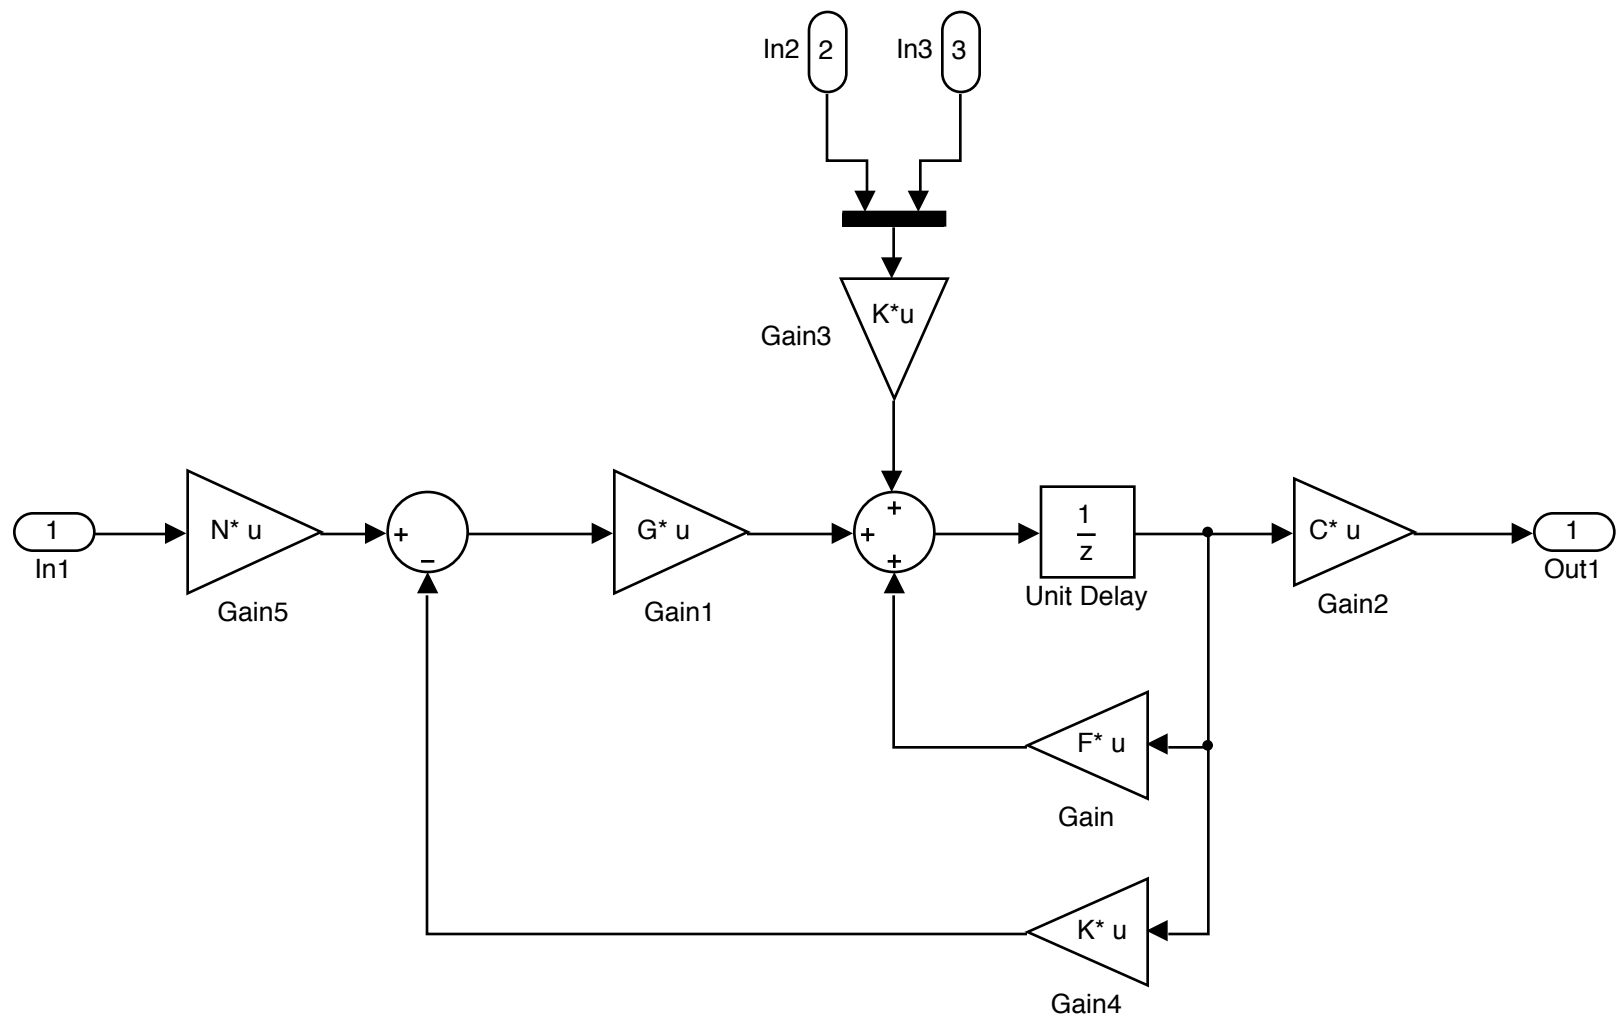 In2 2 In3 3
K*u
Gain3
1 N* u + − G* u + + + 1/z C* u 1
In1 Gain5 Gain1 Unit Delay Gain2 Out1
F* u
Gain
K* u
Gain4